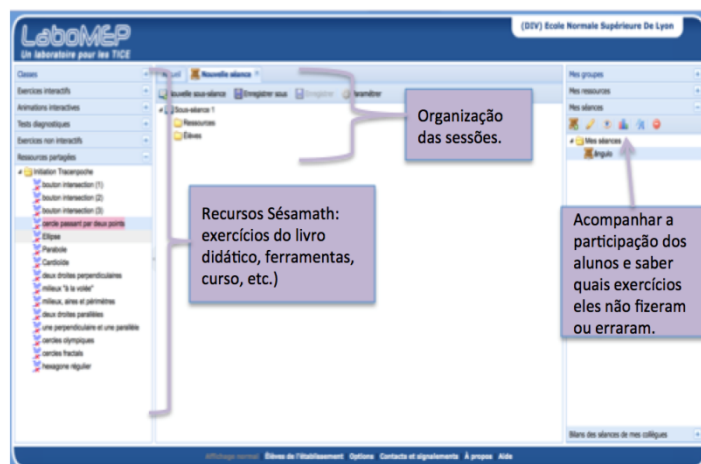 LaboMEP
Un laboratoire pour les TICE
(DIV) Ecole Normale Supérieure De Lyon
Classes
Exercices interactifs
Animations interactives
Tests diagnostiques
Exercices non interactifs
Ressources partagées
Initiation Tracenpoche
bouton intersection (1)
bouton intersection (2)
bouton intersection (3)
cercle passant par deux points
Ellipse
Parabole
Cardioïde
deux droites perpendiculaires
milieux "à la volée"
milieux, aires et périmètres
deux droites parallèles
une perpendiculaire et une parallèle
cercles olympiques
cercles fractals
hexagone régulier
Nouvelle séance
Nouvelle sous-séance Enregistrer sous Enregistrer Paramétrer
Sous-séance 1
Ressources
Élèves
Organização
das sessões.
Recursos Sésamath:
exercícios do livro
didático, ferramentas,
curso, etc.)
Mes groupes
Mes ressources
Mes séances
Mes séances
Angulo
Acompanhar a
participação dos
alunos e saber
quais exercícios
eles não fizeram
ou erraram.
Bilans des séances de mes collègues
Affichage normal Élèves de l'établissement Options Contacts et signalements À propos Aide